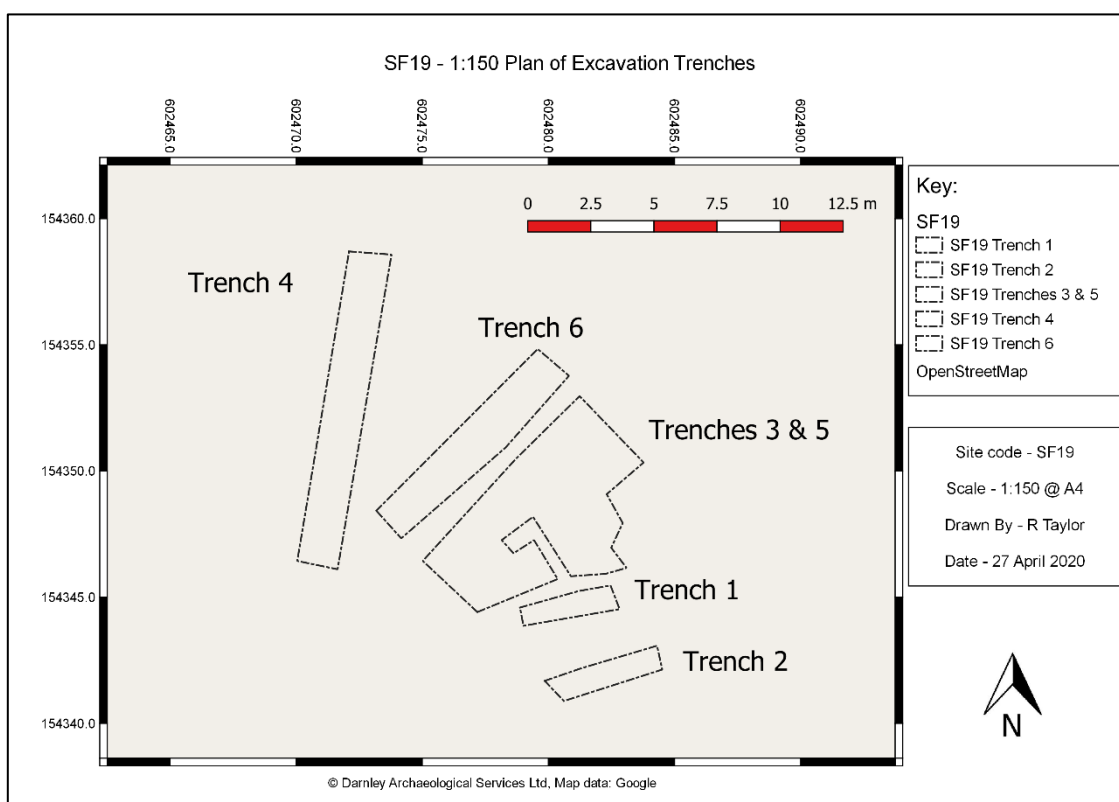 SF19 - 1:150 Plan of Excavation Trenches
602465.0
602470.0
602475.0
602480.0
602485.0
602490.0
154360.0
154355.0
154350.0
154345.0
154340.0
0 2.5 5 7.5 10 12.5 m
Trench 4
Trench 6
Trenches 3 & 5
Trench 1
Trench 2
Key:
SF19
SF19 Trench 1
SF19 Trench 2
SF19 Trenches 3 & 5
SF19 Trench 4
SF19 Trench 6
OpenStreetMap
Site code - SF19
Scale - 1:150 @ A4
Drawn By - R Taylor
Date - 27 April 2020
N
© Darnley Archaeological Services Ltd, Map data: Google